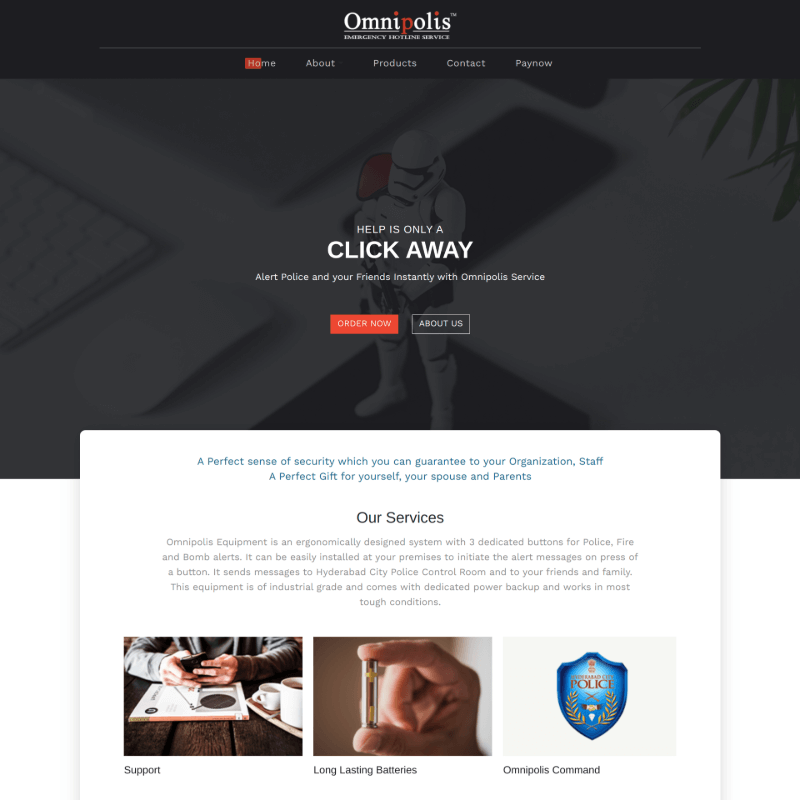 Omnipolis™
EMERGENCY HOTLINE SERVICE
Home About Products Contact Paynow
HELP IS ONLY A
CLICK AWAY
Alert Police and your Friends Instantly with Omnipolis Service
ORDER NOW ABOUT US
A Perfect sense of security which you can guarantee to your Organization, Staff
A Perfect Gift for yourself, your spouse and Parents
Our Services
Omnipolis Equipment is an ergonomically designed system with 3 dedicated buttons for Police, Fire
and Bomb alerts. It can be easily installed at your premises to initiate the alert messages on press of
a button. It sends messages to Hyderabad City Police Control Room and to your friends and family.
This equipment is of industrial grade and comes with dedicated power backup and works in most
tough conditions.
HYDERABAD CITY
POLICE
Support
Long Lasting Batteries
Omnipolis Command